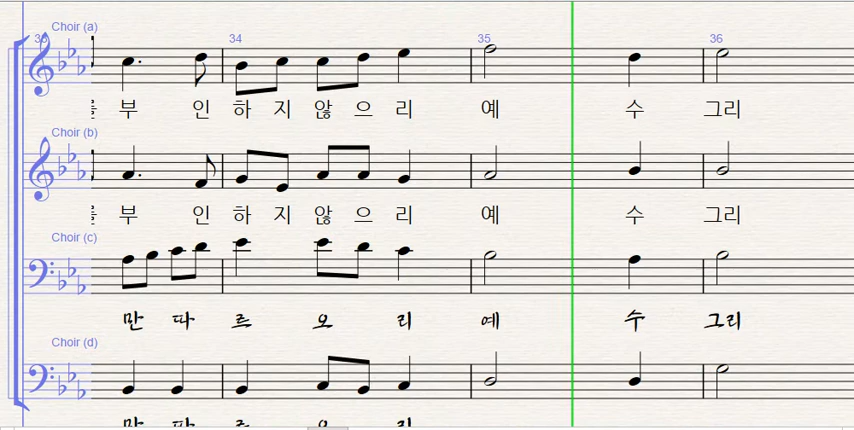 Choir (a)
34 35 36
부 인 하 지 않 으 리 예 수 그리
Choir (b)
부 인 하 지 않 으 리 예 수 그리
Choir (c)
만 따 르 오 리 예 수 그리
Choir (d)